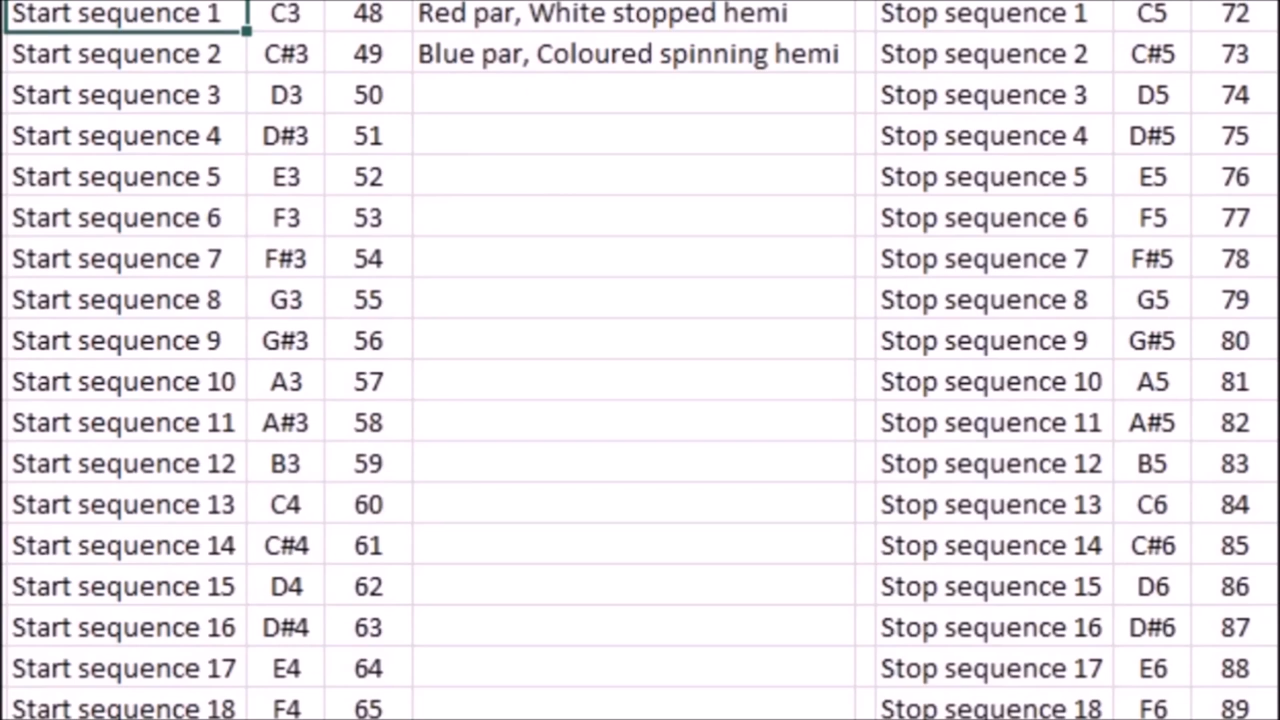 Start sequence 1 C3 48 Red par, White stopped hemi Stop sequence 1 C5 72
Start sequence 2 C#3 49 Blue par, Coloured spinning hemi Stop sequence 2 C#5 73
Start sequence 3 D3 50 Stop sequence 3 D5 74
Start sequence 4 D#3 51 Stop sequence 4 D#5 75
Start sequence 5 E3 52 Stop sequence 5 E5 76
Start sequence 6 F3 53 Stop sequence 6 F5 77
Start sequence 7 F#3 54 Stop sequence 7 F#5 78
Start sequence 8 G3 55 Stop sequence 8 G5 79
Start sequence 9 G#3 56 Stop sequence 9 G#5 80
Start sequence 10 A3 57 Stop sequence 10 A5 81
Start sequence 11 A#3 58 Stop sequence 11 A#5 82
Start sequence 12 B3 59 Stop sequence 12 B5 83
Start sequence 13 C4 60 Stop sequence 13 C6 84
Start sequence 14 C#4 61 Stop sequence 14 C#6 85
Start sequence 15 D4 62 Stop sequence 15 D6 86
Start sequence 16 D#4 63 Stop sequence 16 D#6 87
Start sequence 17 E4 64 Stop sequence 17 E6 88
Start sequence 18 F4 65 Stop sequence 18 F6 89